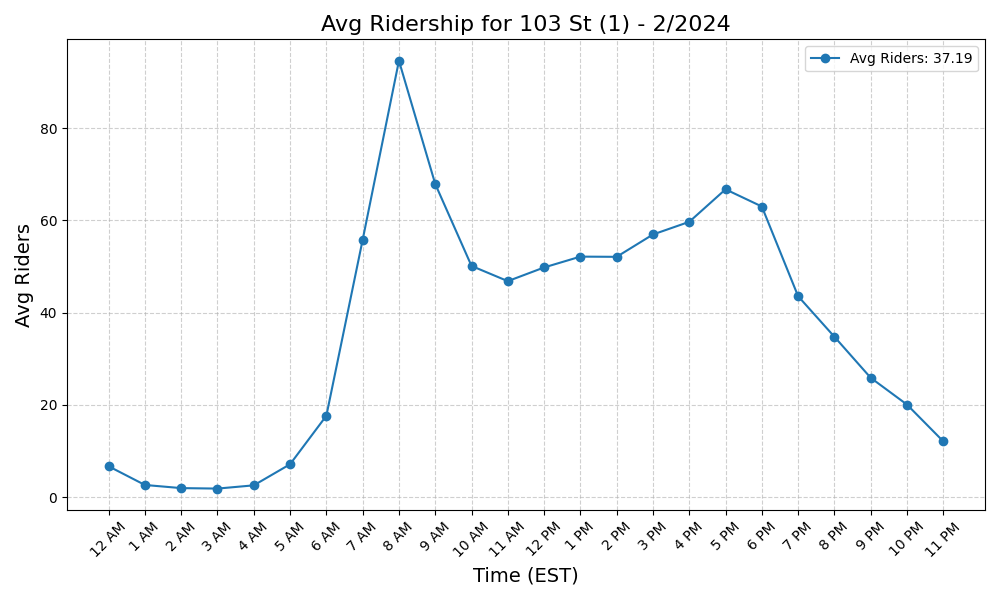 Avg Ridership for 103 St (1) - 2/2024
Avg Riders: 37.19
Avg Riders
80
60
40
20
0
12 AM
1 AM
2 AM
3 AM
4 AM
5 AM
6 AM
7 AM
8 AM
9 AM
10 AM
11 AM
12 PM
1 PM
2 PM
3 PM
4 PM
5 PM
6 PM
7 PM
8 PM
9 PM
10 PM
11 PM
Time (EST)